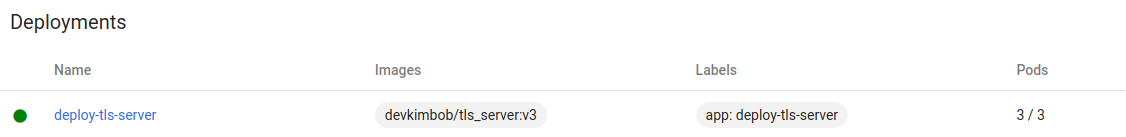 Deployments
Name Images Labels Pods
deploy-tls-server devkimbob/tls_server:v3 app: deploy-tls-server 3 / 3